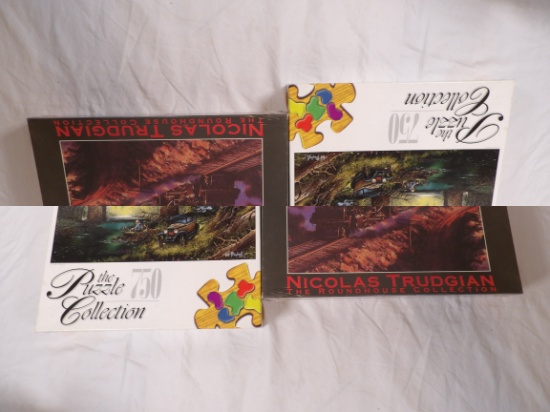 NICOLAS TRUDGIAN
THE ROUNDHOUSE COLLECTION
the
Puzzle
Collection
750
the
Puzzle
Collection
750
NICOLAS TRUDGIAN
THE ROUNDHOUSE COLLECTION